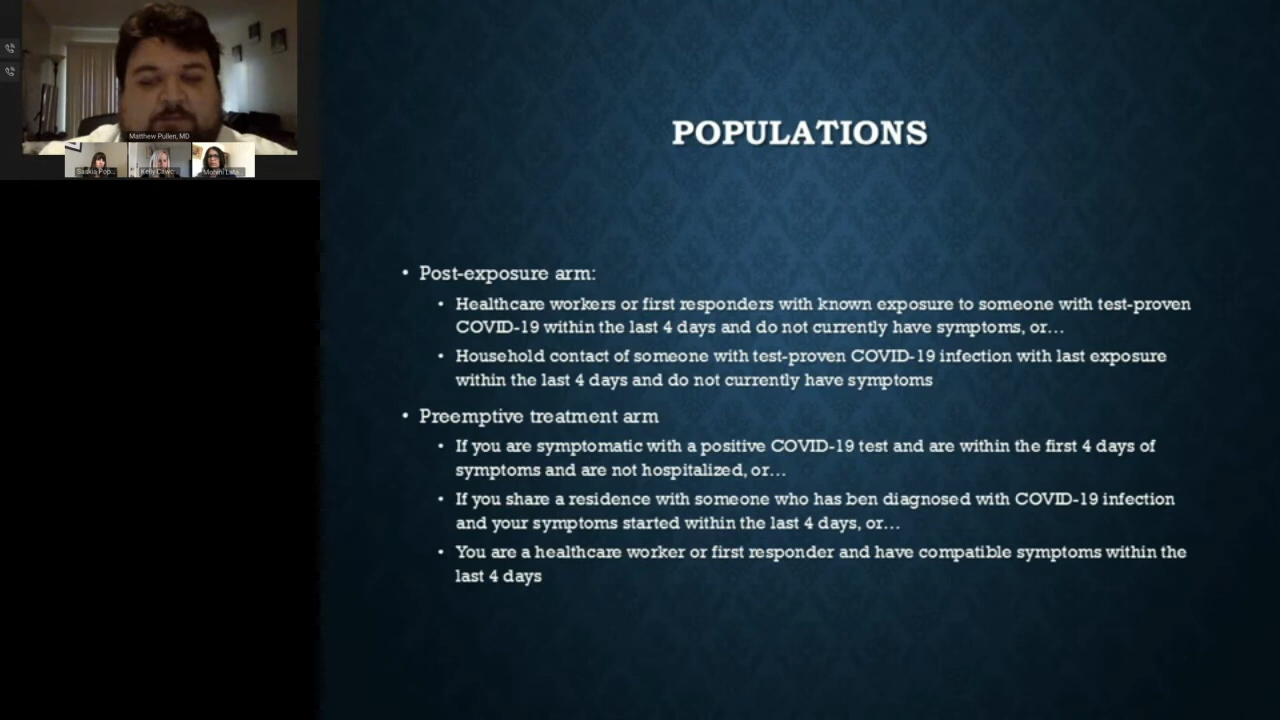 Matthew Pullen, MD
Saskia Pop...
Kelly Cawc...
POPULATIONS
• Post-exposure arm:
• Healthcare workers or first responders with known exposure to someone with test-proven
COVID-19 within the last 4 days and do not currently have symptoms, or…
• Household contact of someone with test-proven COVID-19 infection with last exposure
within the last 4 days and do not currently have symptoms
• Preemptive treatment arm
• If you are symptomatic with a positive COVID-19 test and are within the first 4 days of
symptoms and are not hospitalized, or…
• If you share a residence with someone who has ben diagnosed with COVID-19 infection
and your symptoms started within the last 4 days, or…
• You are a healthcare worker or first responder and have compatible symptoms within the
last 4 days